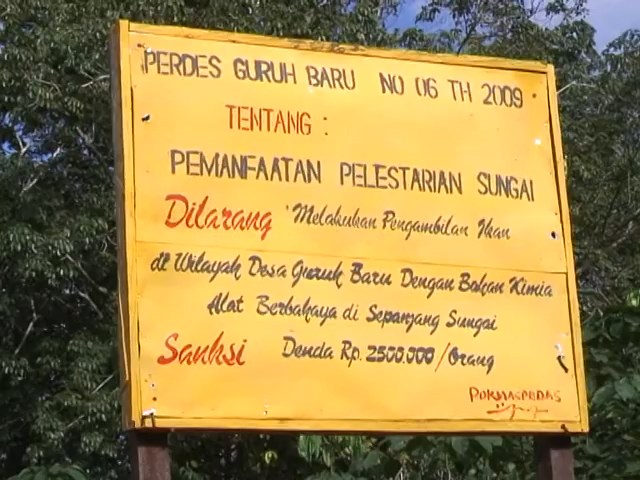 PERDES GURUH BARU NO 06 TH 2009
TENTANG :
PEMANFAATAN PELESTARIAN SUNGAI
Dilarang Melakukan Pengambilan Ikan
di Wilayah Desa Guruh Baru Dengan Bahan Kimia
Alat Berbahaya di Sepanjang Sungai
Sanksi Denda Rp. 2500.000/Orang
POKMASPEDAS